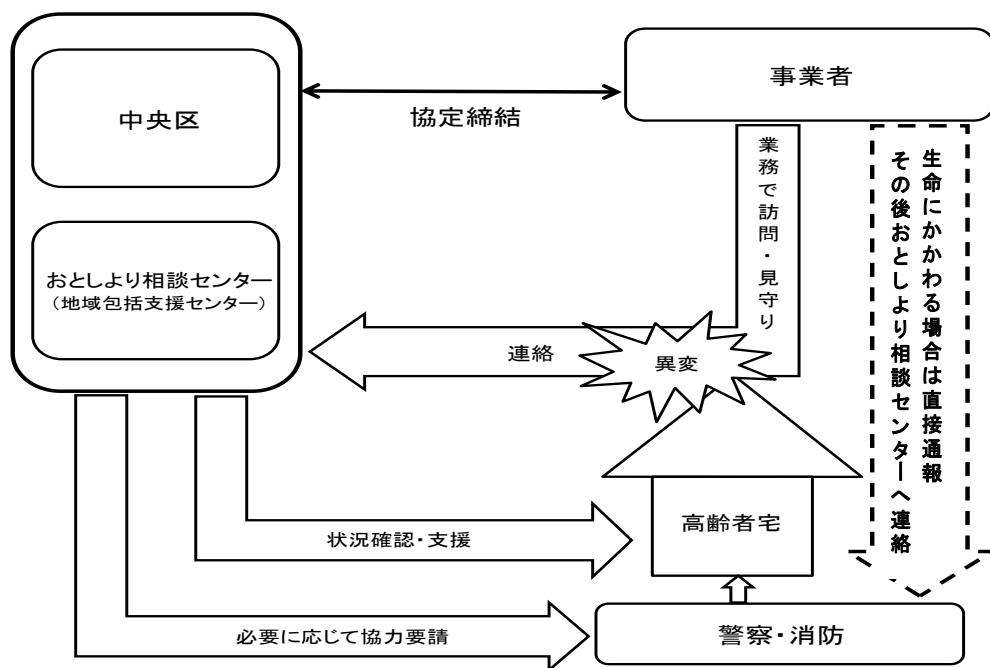 中央区
事業者
協定締結
おとしより相談センター
（地域包括支援センター）
業務で訪問・見守り
生命にかかわる場合は直接通報
その後おとしより相談センターへ連絡
連絡
異変
高齢者宅
状況確認・支援
必要に応じて協力要請
警察・消防